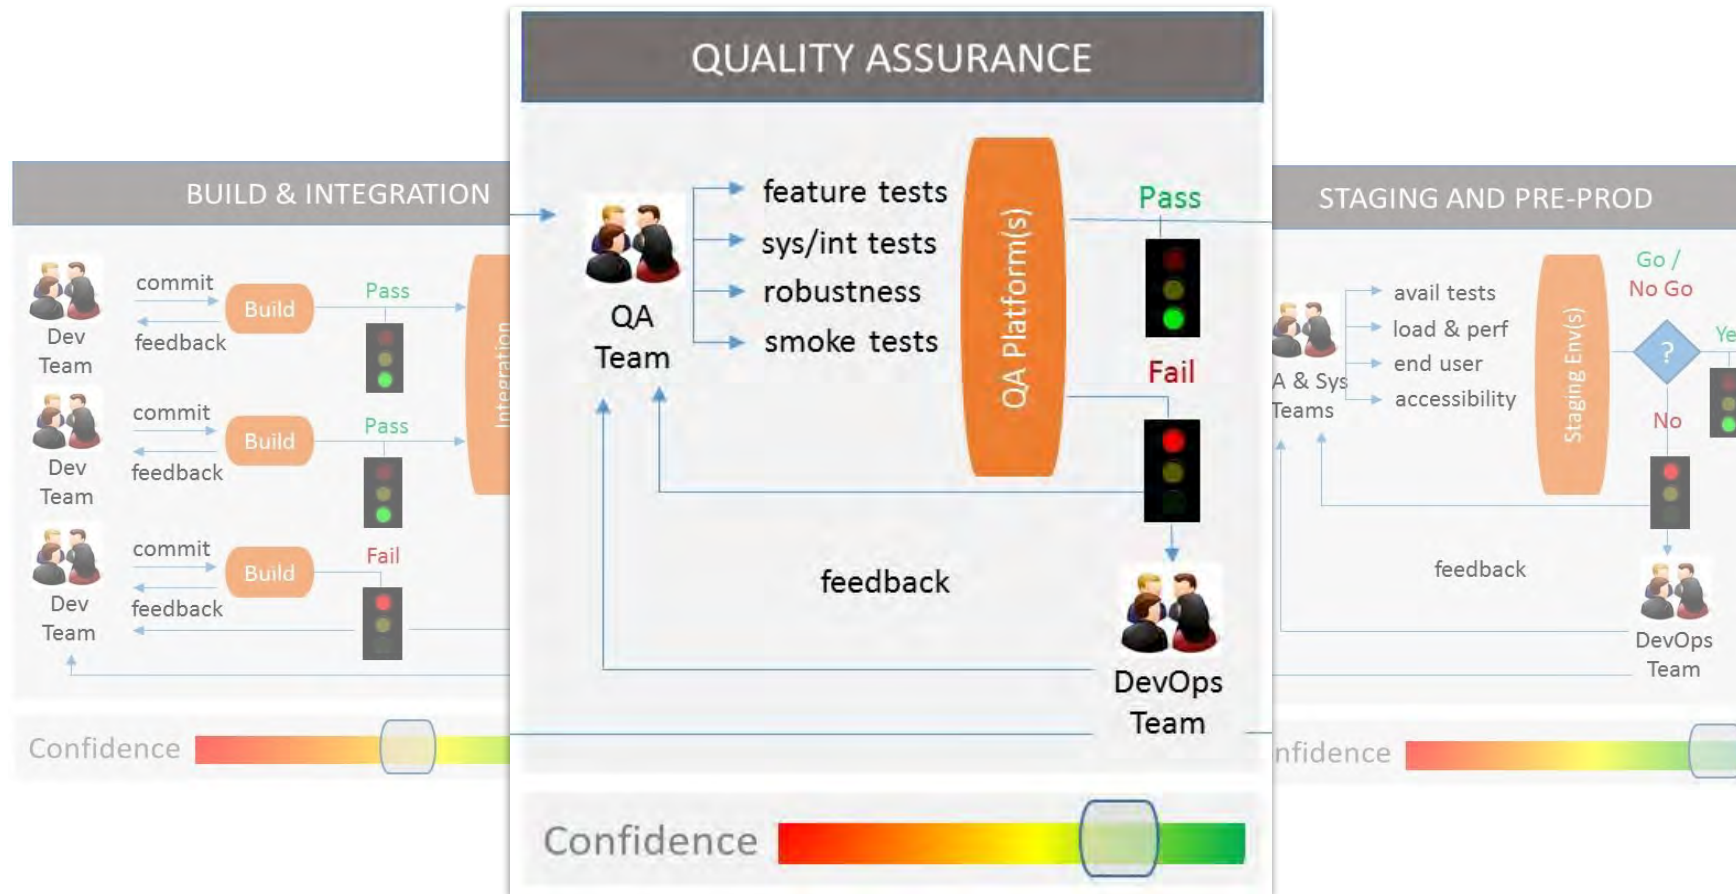 QUALITY ASSURANCE
BUILD & INTEGRATION
commit
Build
Pass
feedback
Dev
Team
commit
Build
Pass
feedback
Dev
Team
commit
Build
Fail
feedback
Dev
Team
Integration
Confidence
QA
Team
feature tests
sys/int tests
robustness
smoke tests
QA Platform(s)
Pass
Fail
feedback
DevOps
Team
Confidence
STAGING AND PRE-PROD
A & Sys
Teams
avail tests
load & perf
end user
accessibility
Staging Env(s)
Go /
No Go
?
Ye
No
feedback
DevOps
Team
nfidence